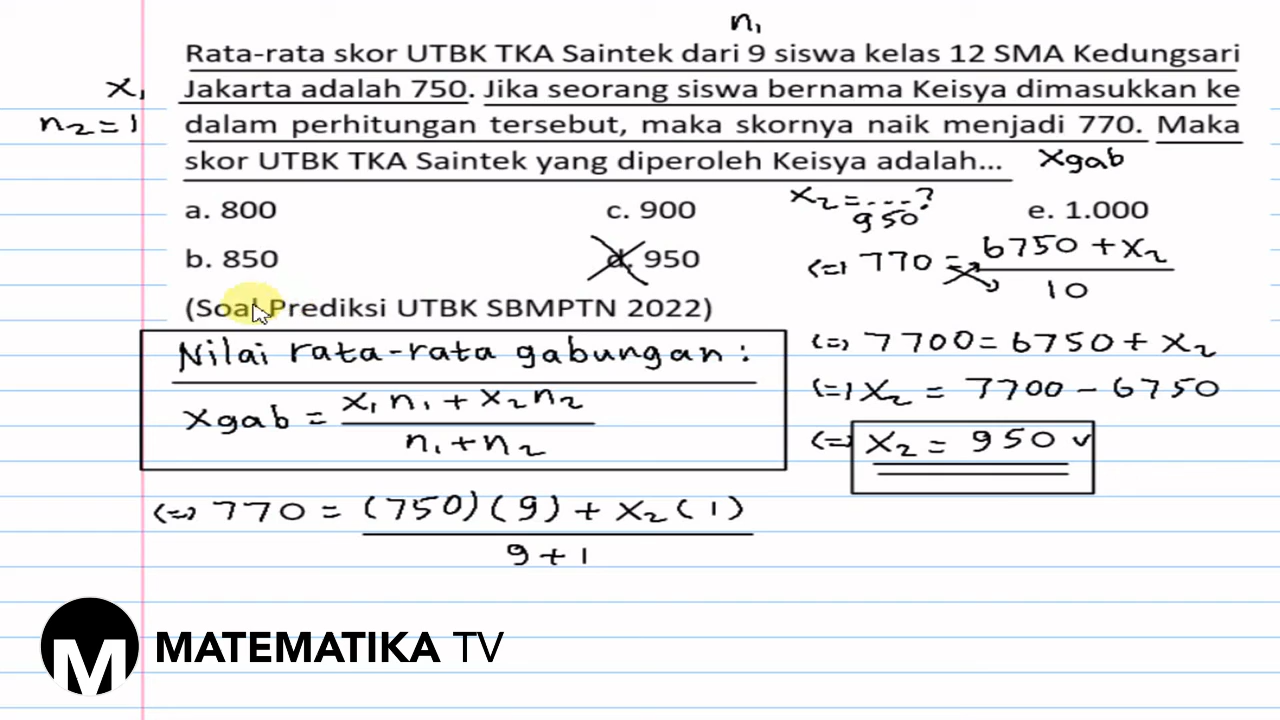 n₁
Rata-rata skor UTBK TKA Saintek dari 9 siswa kelas 12 SMA Kedungsari
x₁ Jakarta adalah 750. Jika seorang siswa bernama Keisya dimasukkan ke
n₂ = 1 dalam perhitungan tersebut, maka skornya naik menjadi 770. Maka
skor UTBK TKA Saintek yang diperoleh Keisya adalah... xgab
x₂ = ....?
950
a. 800 c. 900 e. 1.000
b. 850 d. 950
(Soal Prediksi UTBK SBMPTN 2022)
Nilai rata-rata gabungan :
xgab = x₁ n₁ + x₂ n₂
n₁ + n₂
(=) 770 = (750) (9) + x₂ (1)
9 + 1
(=) 770 = 6750 + x₂
10
(=) 7700 = 6750 + x₂
(=) x₂ = 7700 - 6750
(=) x₂ = 950 v
M MATEMATIKA TV